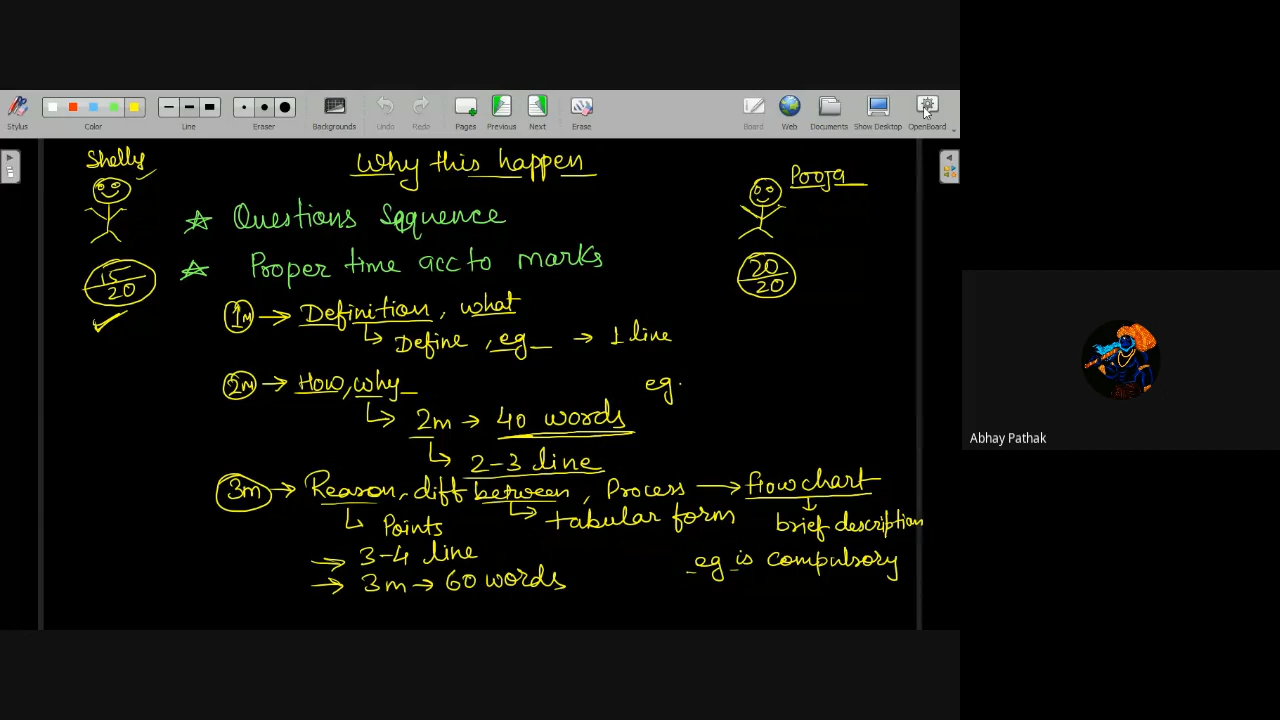 Stylus
Color
Line
Eraser
Backgrounds
Undo
Redo
Pages
Previous
Next
Erase
Board
Web
Documents
Show Desktop
OpenBoard
Shelly
Why this happen
Pooja
☆ Questions Sequence
15/20
☆ Proper time acc to marks
20/20
1m → Definition, what
↳ Define, eg → 1 line
2m → How, why
eg.
↳ 2m → 40 words
↳ 2-3 line
3m → Reason, diff between, Process → flowchart
↳ Points
↳ tabular form
↓ brief description
→ 3-4 line
eg is compulsory
→ 3m → 60 words
Abhay Pathak